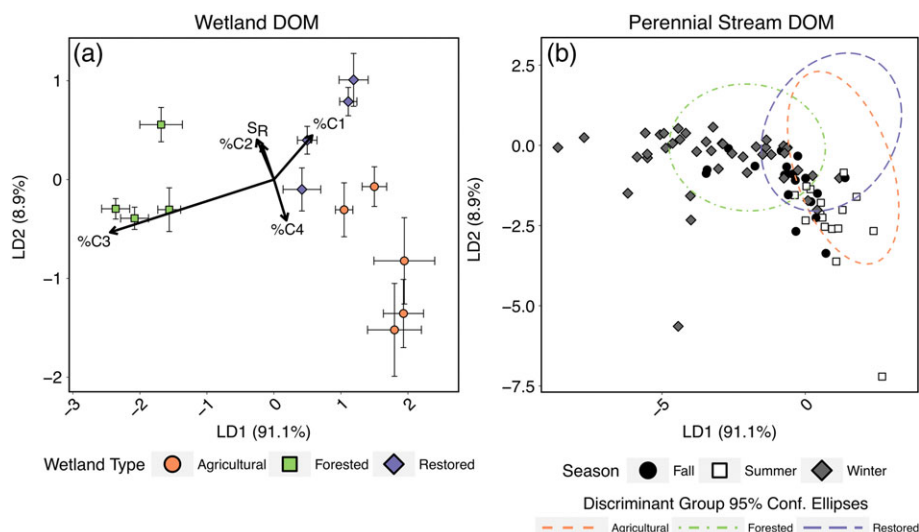 Wetland DOM
(a)
LD2 (8.9%)
1
0
−1
−2
%C1
SR
%C2
%C3
%C4
−3
−2
−1
0
1
2
LD1 (91.1%)
Wetland Type Agricultural Forested Restored
Perennial Stream DOM
(b)
LD2 (8.9%)
2.5
0.0
−2.5
−5.0
−7.5
−5
0
LD1 (91.1%)
Season Fall Summer Winter
Discriminant Group 95% Conf. Ellipses
Agricultural Forested Restored